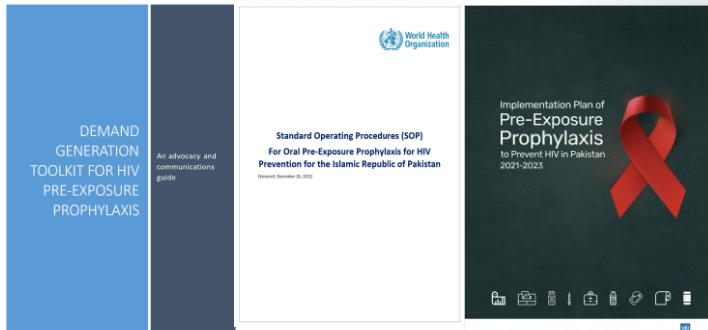 DEMAND
GENERATION
TOOLKIT FOR HIV
PRE-EXPOSURE
PROPHYLAXIS
An advocacy and
communications
guide
World Health
Organization
Standard Operating Procedures (SOP)
For Oral Pre-Exposure Prophylaxis for HIV
Prevention for the Islamic Republic of Pakistan
Implementation Plan of
Pre-Exposure
Prophylaxis
to Prevent HIV in Pakistan
2021-2023